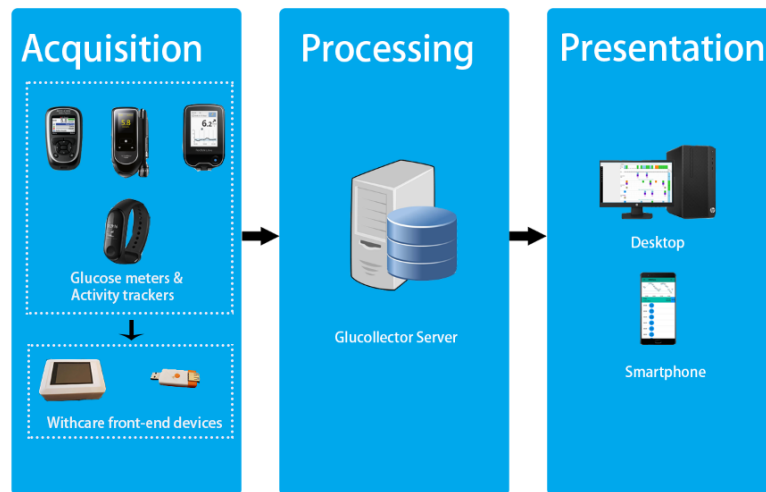 Acquisition
Glucose meters &
Activity trackers
Withcare front-end devices
Processing
Glucollector Server
Presentation
Desktop
Smartphone